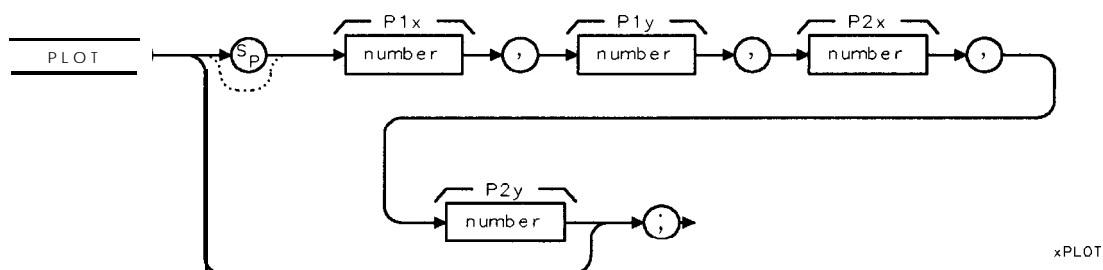 P1x P1y P2x
PLOT SP number , number , number ,
P2y
number ;
xPLOT